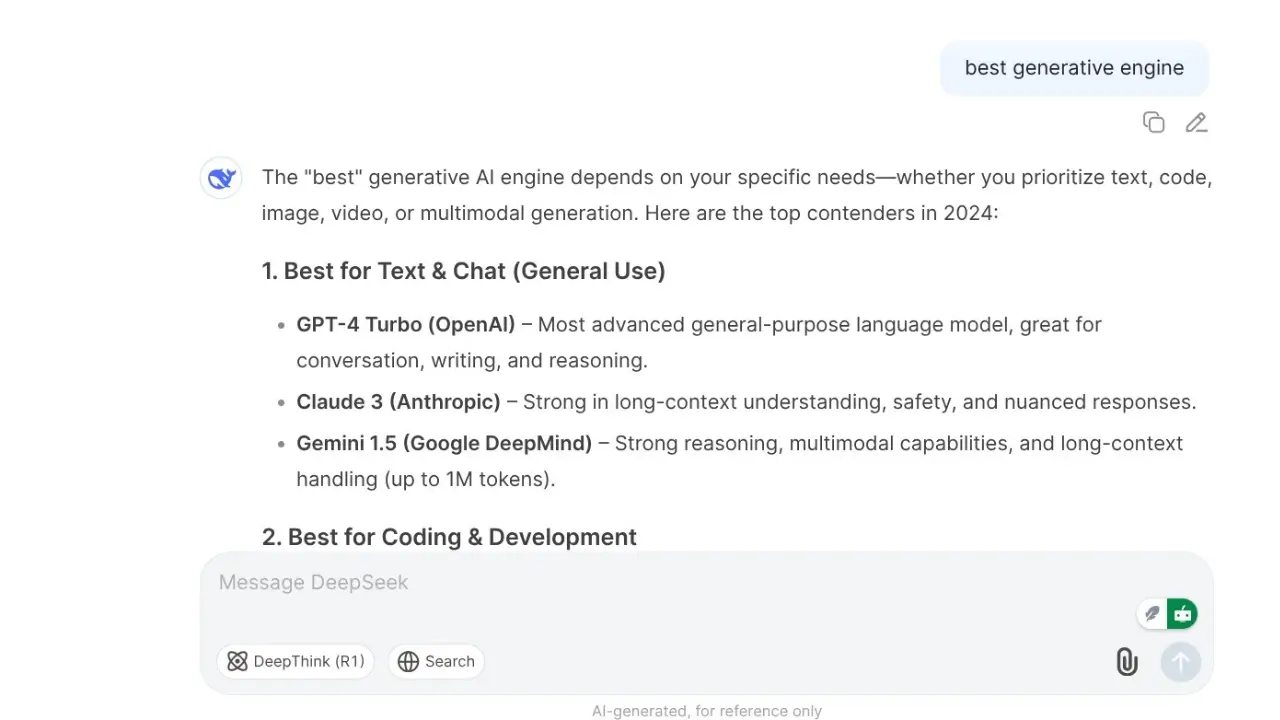 best generative engine
The "best" generative AI engine depends on your specific needs—whether you prioritize text, code,
image, video, or multimodal generation. Here are the top contenders in 2024:
1. Best for Text & Chat (General Use)
• GPT-4 Turbo (OpenAI) – Most advanced general-purpose language model, great for
conversation, writing, and reasoning.
• Claude 3 (Anthropic) – Strong in long-context understanding, safety, and nuanced responses.
• Gemini 1.5 (Google DeepMind) – Strong reasoning, multimodal capabilities, and long-context
handling (up to 1M tokens).
2. Best for Coding & Development
Message DeepSeek
DeepThink (R1)
Search
AI-generated, for reference only